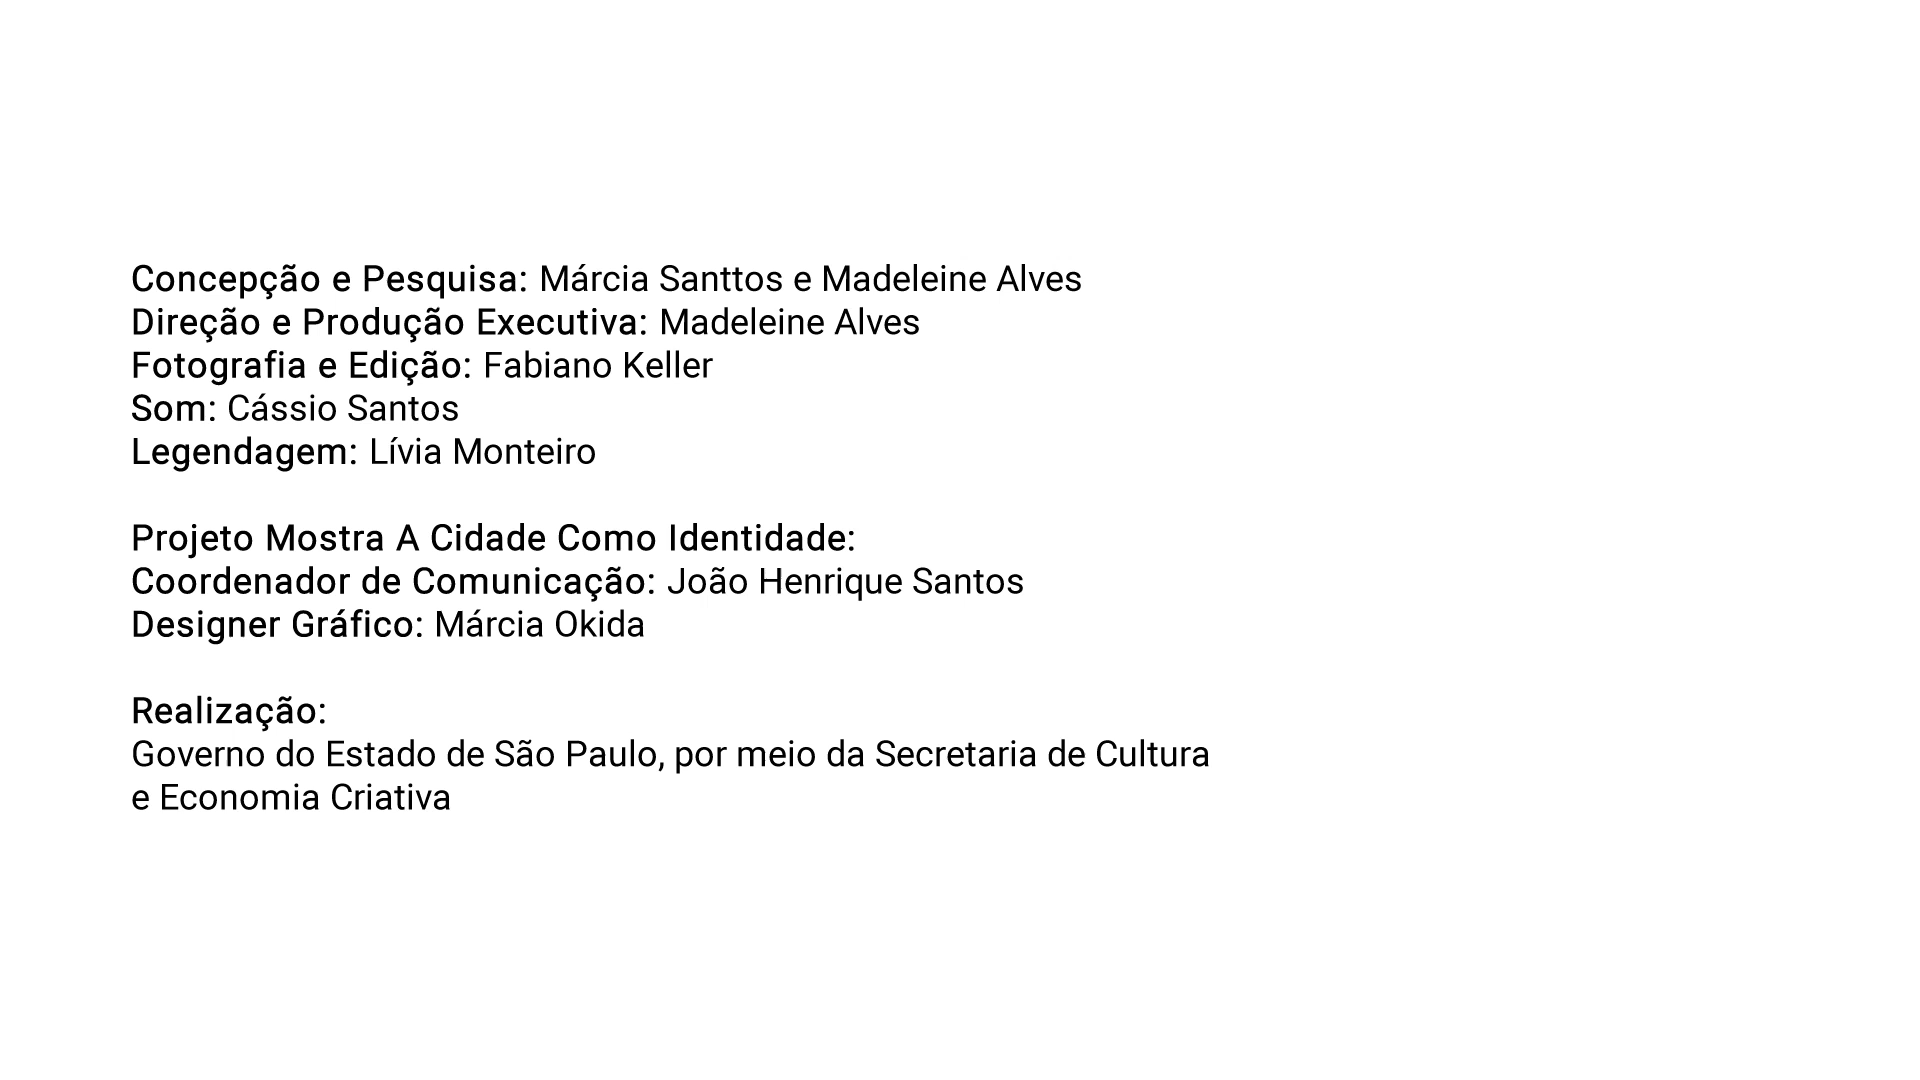 Concepção e Pesquisa: Márcia Santtos e Madeleine Alves
Direção e Produção Executiva: Madeleine Alves
Fotografia e Edição: Fabiano Keller
Som: Cássio Santos
Legendagem: Lívia Monteiro
Projeto Mostra A Cidade Como Identidade:
Coordenador de Comunicação: João Henrique Santos
Designer Gráfico: Márcia Okida
Realização:
Governo do Estado de São Paulo, por meio da Secretaria de Cultura
e Economia Criativa